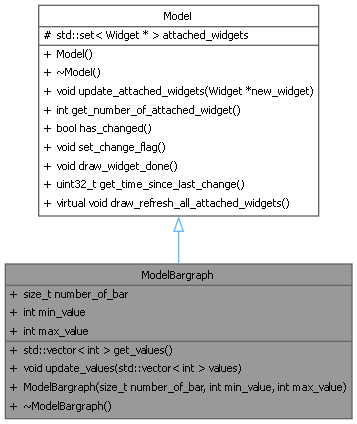 Model
# std::set< Widget * > attached_widgets
+ Model()
+ ~Model()
+ void update_attached_widgets(Widget *new_widget)
+ int get_number_of_attached_widget()
+ bool has_changed()
+ void set_change_flag()
+ void draw_widget_done()
+ uint32_t get_time_since_last_change()
+ virtual void draw_refresh_all_attached_widgets()
ModelBargraph
+ size_t number_of_bar
+ int min_value
+ int max_value
+ std::vector< int > get_values()
+ void update_values(std::vector< int > values)
+ ModelBargraph(size_t number_of_bar, int min_value, int max_value)
+ ~ModelBargraph()